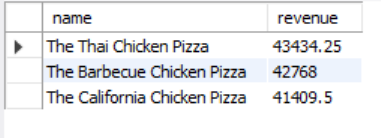 name revenue
The Thai Chicken Pizza 43434.25
The Barbecue Chicken Pizza 42768
The California Chicken Pizza 41409.5